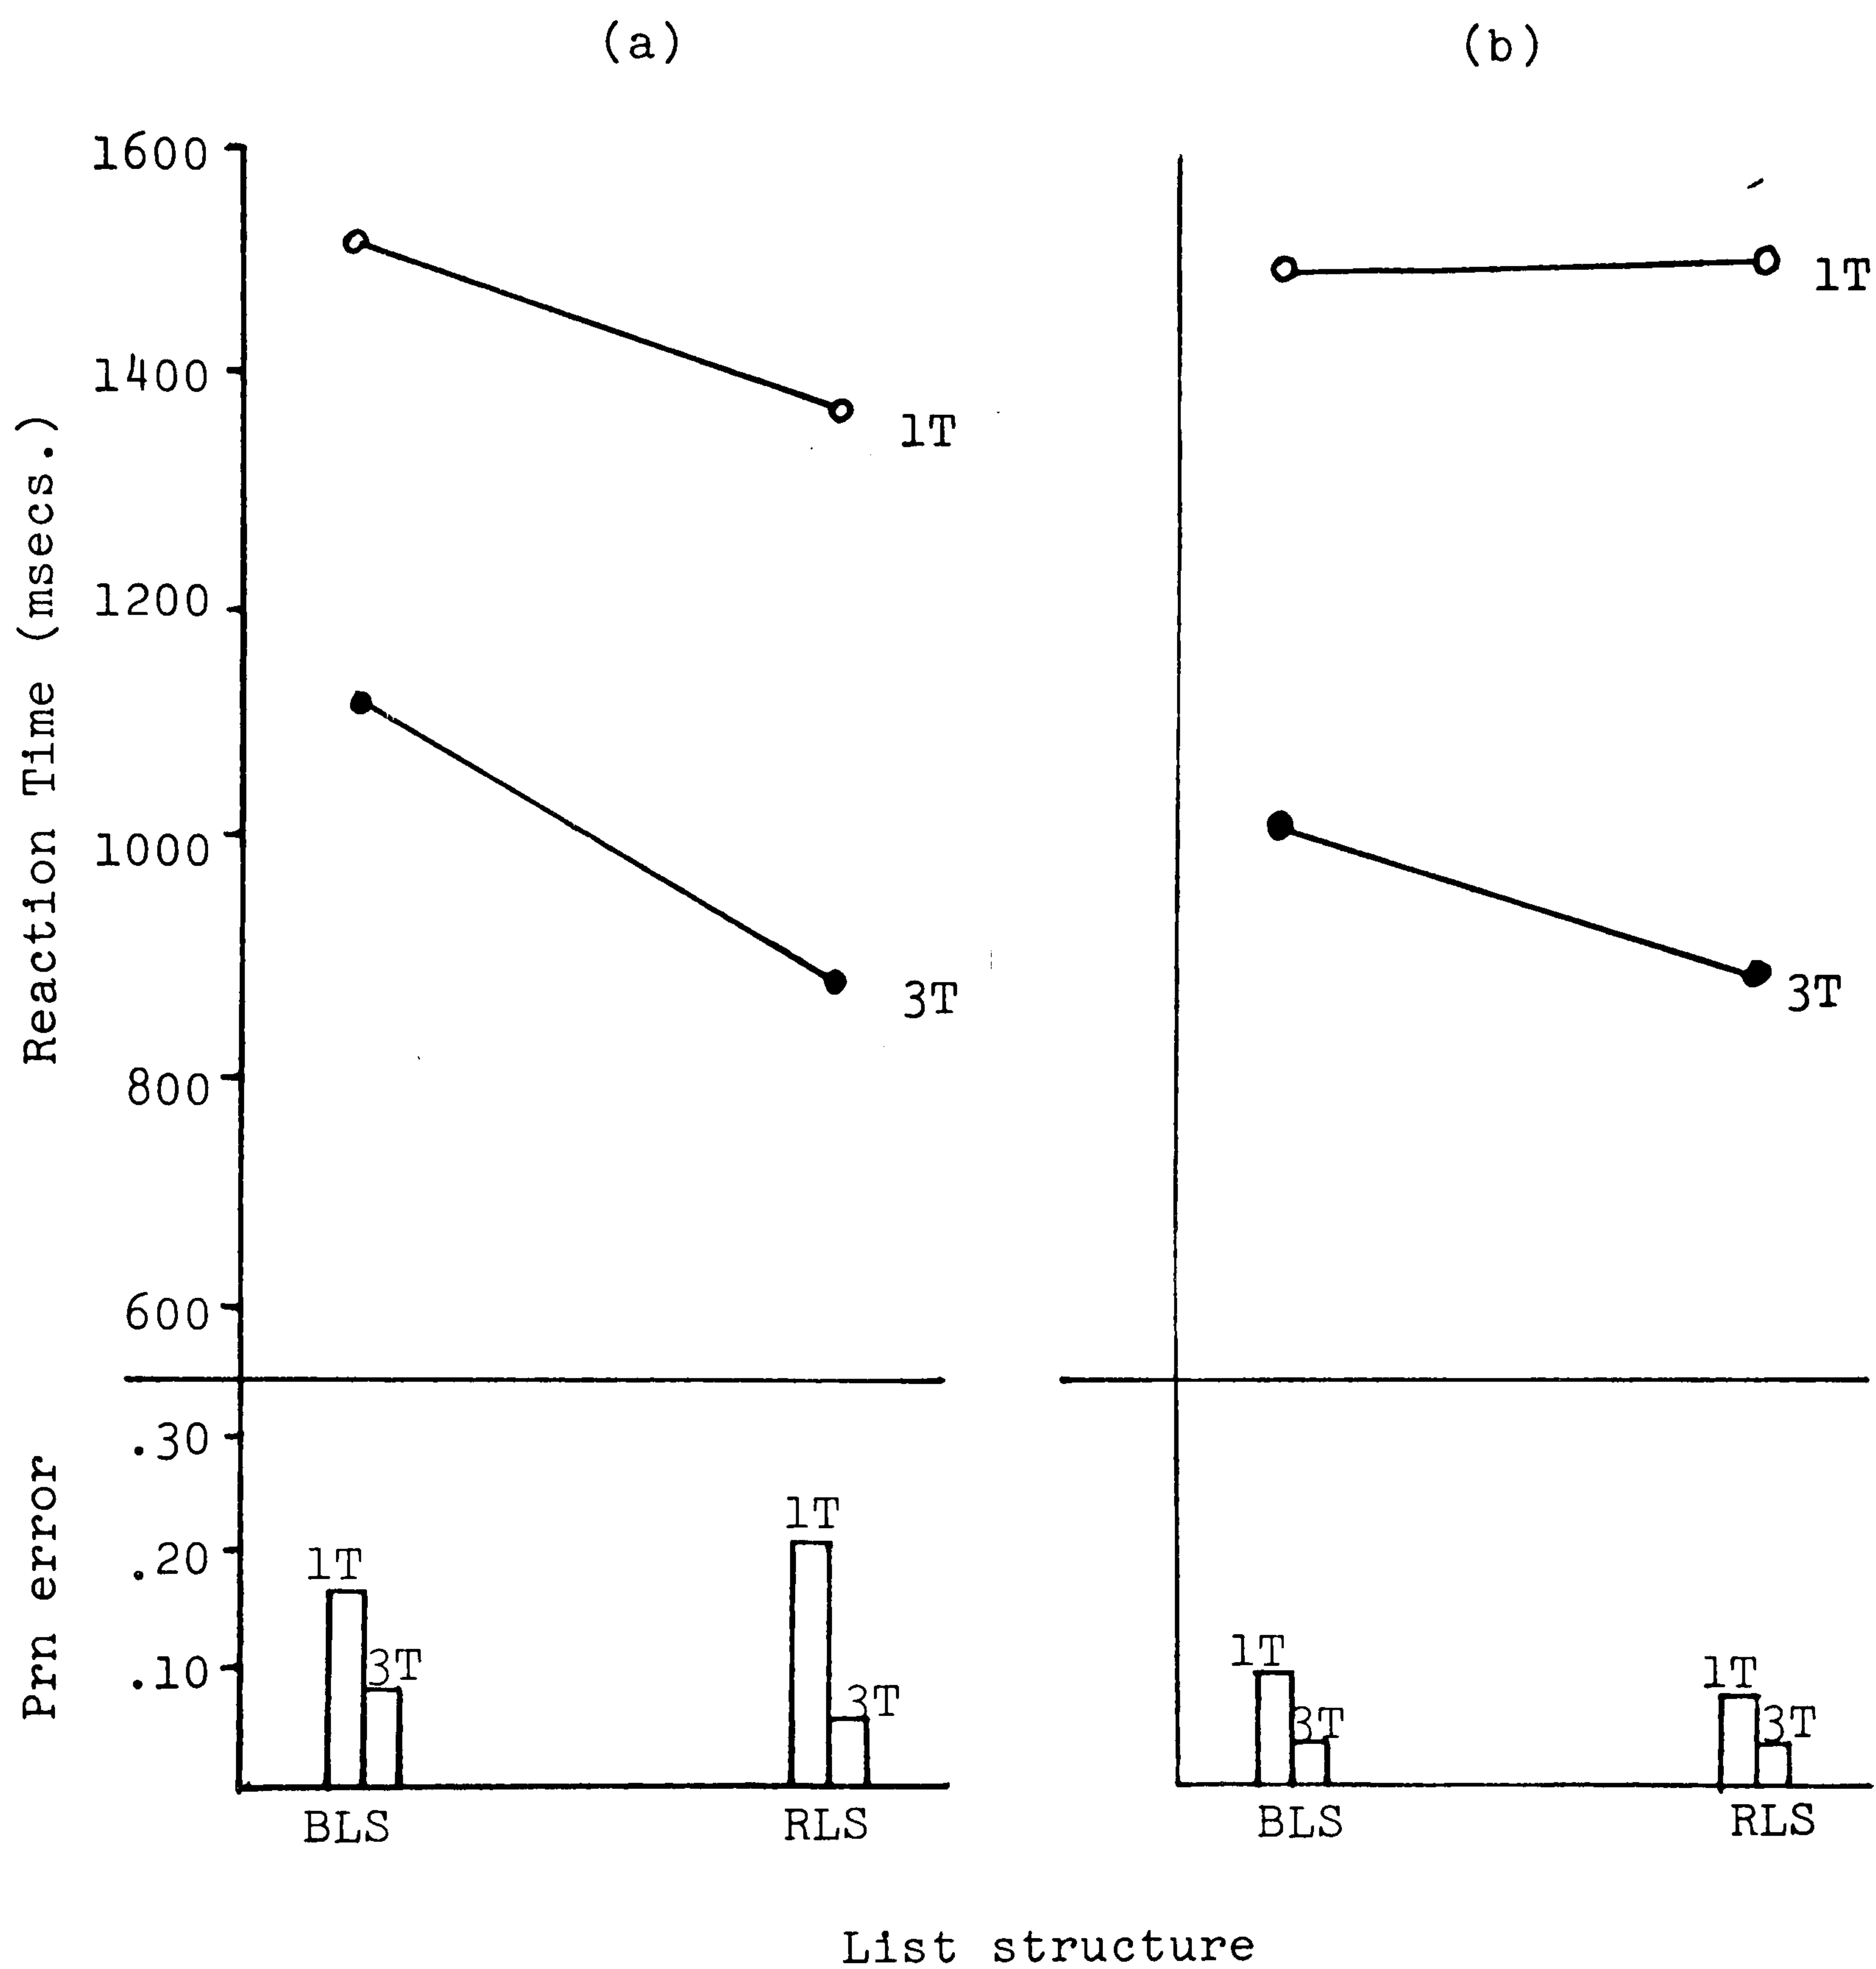 (a) (b)
1600
1400
1200
1000
800
600
Reaction Time (msecs.)
1T
3T
1T
3T
.30
.20
.10
Prn error
1T
3T
1T
3T
1T
3T
1T
3T
BLS RLS BLS RLS
List structure